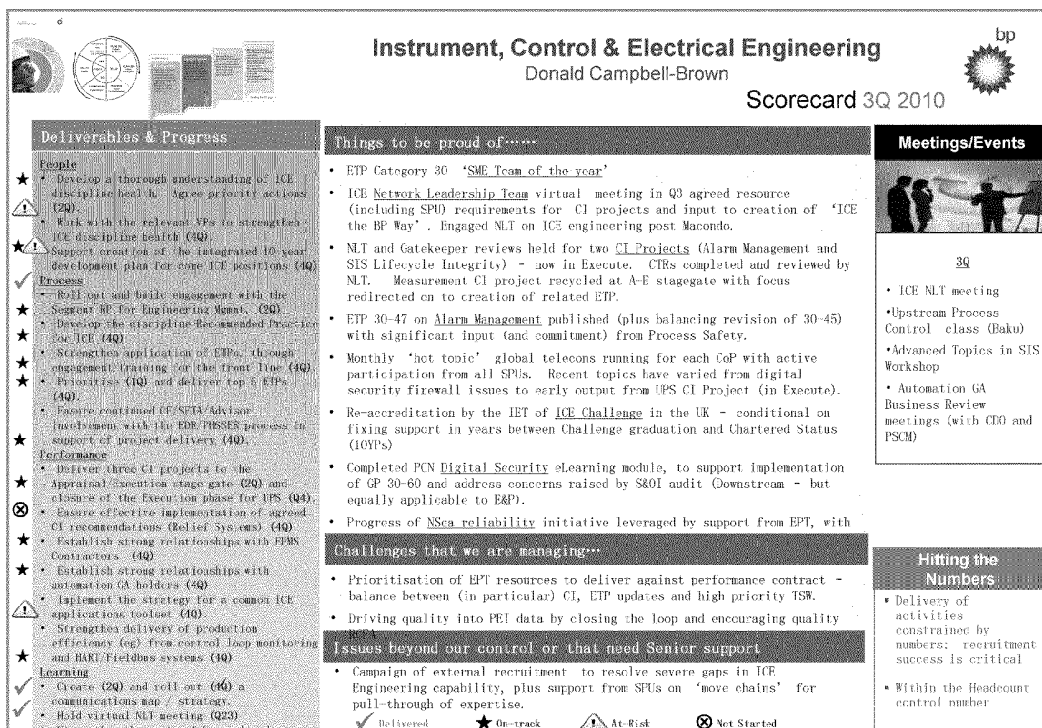 Instrument, Control & Electrical Engineering
Donald Campbell-Brown
Scorecard 3Q 2010
bp
Deliverables & Progress
People
• Develop a thorough understanding of ICE
discipline health. Agree priority actions
(2Q).
• Work with the relevant VPs to strengthen
ICE discipline health (4Q).
• Support creation of the integrated 10-year
development plan for core ICE positions (4Q)
Process
• Roll out and build engagement with the
Segment RP for Engineering Mgmnt. (2Q)
• Develop the discipline Recommended Practice
for ICE (4Q)
• Strengthen application of ETPs, through
engagement/training for the front line (4Q)
• Prioritise (1Q) and deliver top 5 ETPs
(4Q).
• Ensure continued
involvement with the process in
support of project delivery (4Q).
Performance
• Deliver three CI projects to the
Appraisal/Execution stage gate (2Q) and
closure of the Execution phase for UPS (Q4).
• Ensure effective implementation of agreed
CI recommendations (Relief Systems) (4Q)
• Establish strong relationships with EPMS
Contractors (4Q)
• Establish strong relationships with
automation GA holders (4Q)
• Implement the strategy for a common ICE
applications toolset (4Q)
• Strengthen delivery of production
efficiency (eg) from control loop monitoring
and HART/Fieldbus systems (4Q)
Learning
• Create (2Q) and roll out (4Q) a
communications map / strategy.
• Hold virtual NLT meeting (Q23)
Things to be proud of……
• ETP Category 30 'SME Team of the year'
• ICE Network Leadership Team virtual meeting in Q3 agreed resource
(including SPU) requirements for CI projects and input to creation of 'ICE
the BP Way'. Engaged NLT on ICE engineering post Macondo.
• NLT and Gatekeeper reviews held for two CI Projects (Alarm Management and
SIS Lifecycle Integrity) - now in Execute. CTRs completed and reviewed by
NLT. Measurement CI project recycled at A-E stagegate with focus
redirected on to creation of related ETP.
• ETP 30-47 on Alarm Management published (plus balancing revision of 30-45)
with significant input (and commitment) from Process Safety.
• Monthly 'hot topic' global telecons running for each CoP with active
participation from all SPUs. Recent topics have varied from digital
security firewall issues to early output from UPS CI Project (in Execute).
• Re-accreditation by the IET of ICE Challenge in the UK - conditional on
fixing support in years between Challenge graduation and Chartered Status
(ICYPs)
• Completed PCN Digital Security eLearning module, to support implementation
of GP 30-60 and address concerns raised by S&OI audit (Downstream - but
equally applicable to E&P).
• Progress of NSea reliability initiative leveraged by support from EPT, with
Challenges that we are managing…
• Prioritisation of EPT resources to deliver against performance contract -
balance between (in particular) CI, ETP updates and high priority TSW.
• Driving quality into PET data by closing the loop and encouraging quality
Issues beyond our control or that need Senior support
• Campaign of external recruitment to resolve severe gaps in ICE
Engineering capability, plus support from SPUs on 'move chains' for
pull-through of expertise.
Delivered On-track At-Risk Not Started
Meetings/Events
3Q
• ICE NLT meeting
•Upstream Process
Control class (Baku)
•Advanced Topics in SIS
Workshop
• Automation GA
Business Review
meetings (with CDO and
PSCM)
Hitting the
Numbers
• Delivery of
activities
constrained by
numbers: recruitment
success is critical
• Within the Headcount
control number